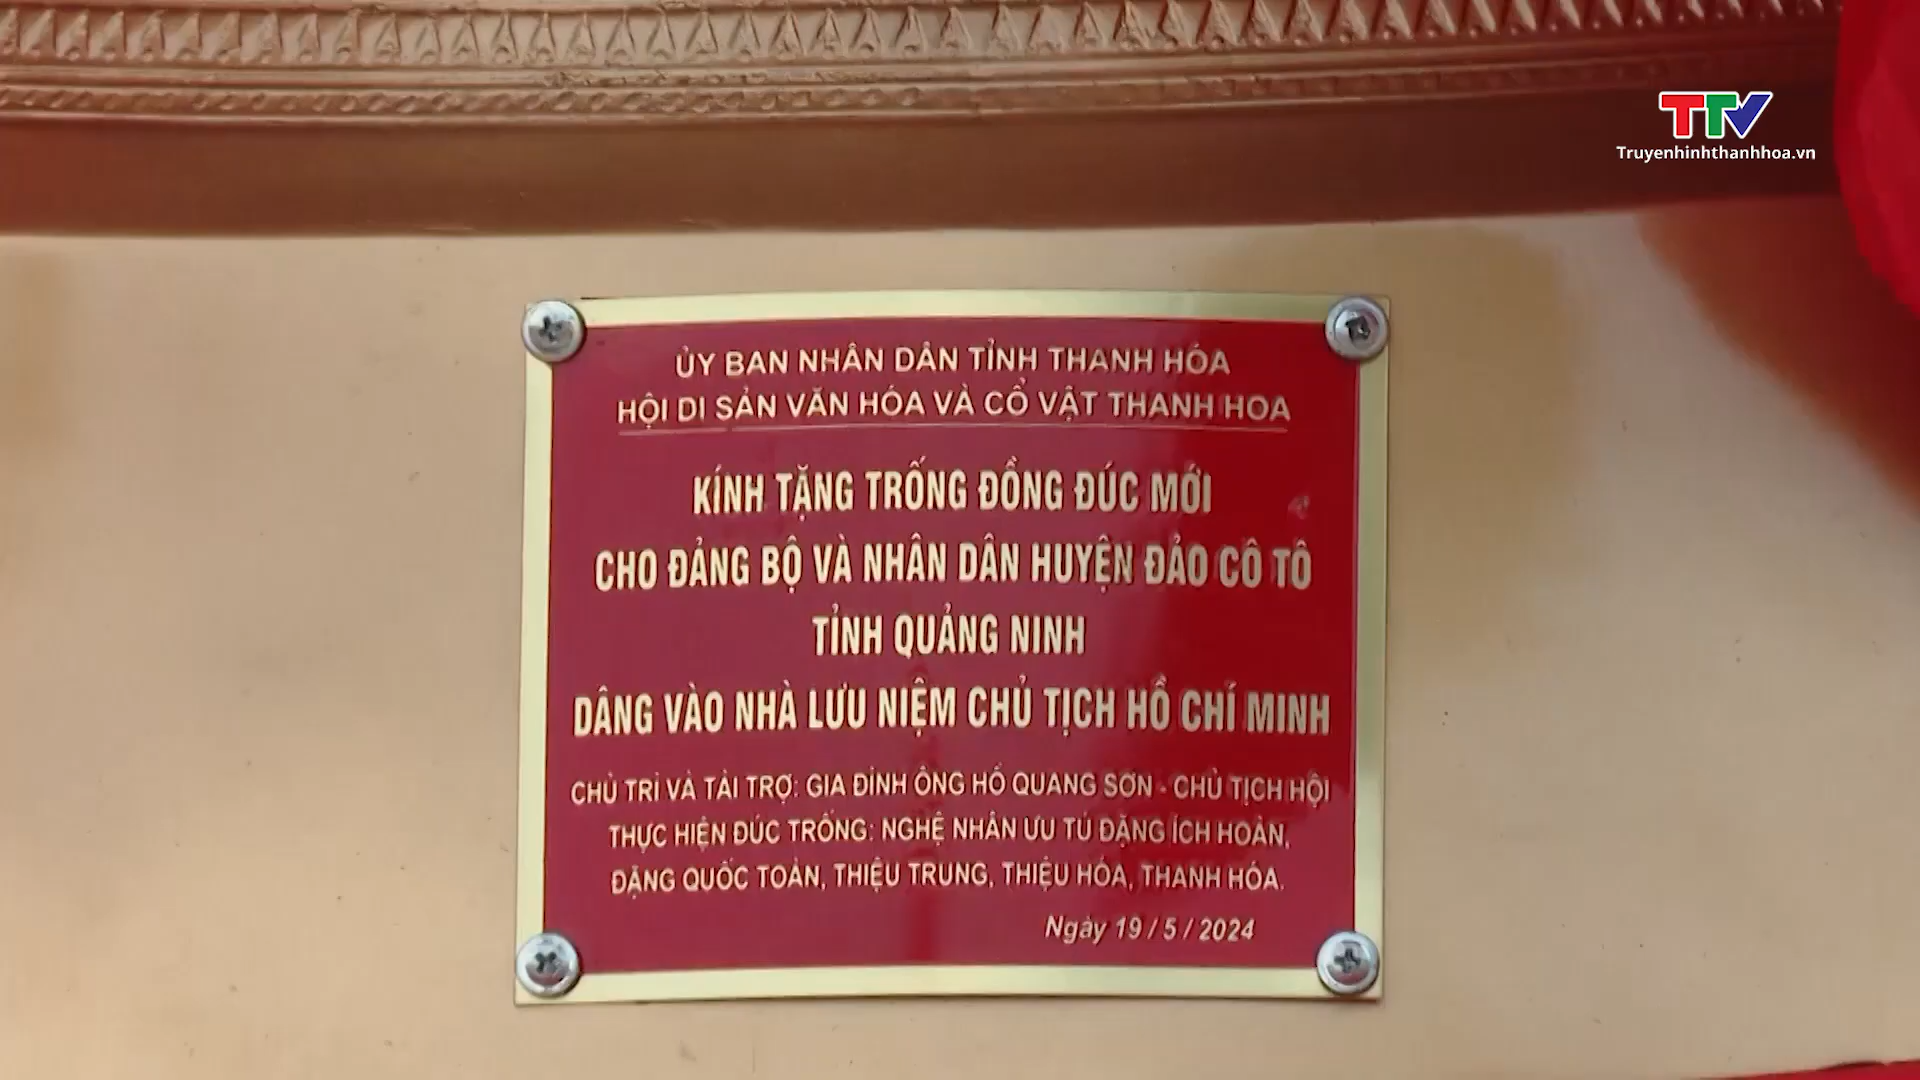 TTV
Truyenhinhthanhhoa.vn
ỦY BAN NHÂN DÂN TỈNH THANH HÓA
HỘI DI SẢN VĂN HÓA VÀ CỔ VẬT THANH HOA
KÍNH TẶNG TRỐNG ĐỒNG ĐÚC MỚI
CHO ĐẢNG BỘ VÀ NHÂN DÂN HUYỆN ĐẢO CÔ TÔ
TỈNH QUẢNG NINH
DÂNG VÀO NHÀ LƯU NIỆM CHỦ TỊCH HỒ CHÍ MINH
CHỦ TRÌ VÀ TÀI TRỢ: GIA ĐÌNH ÔNG HỒ QUANG SƠN - CHỦ TỊCH HỘI
THỰC HIỆN ĐÚC TRỐNG: NGHỆ NHÂN ƯU TÚ ĐẶNG ÍCH HOÀN,
ĐẶNG QUỐC TOÀN, THIỆU TRUNG, THIỆU HÓA, THANH HÓA.
Ngày 19 / 5 / 2024